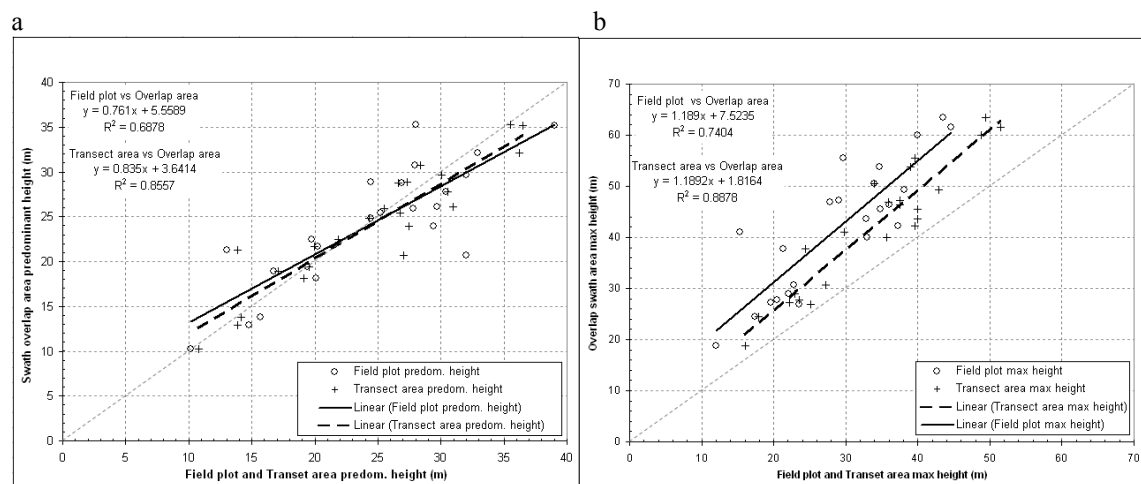 a
Field plot vs Overlap area
y = 0.761x + 5.5589
R² = 0.6878
Transect area vs Overlap area
y = 0.835x + 3.6414
R² = 0.8557
Swath overlap area predominant height (m)
40
35
30
25
20
15
10
5
0
Field plot predom. height
Transect area predom. height
Linear (Field plot predom. height)
Linear (Transect area predom. height)
0 5 10 15 20 25 30 35 40
Field plot and Transet area predom. height (m)
b
Field plot vs Overlap area
y = 1.189x + 7.5235
R² = 0.7404
Transect area vs Overlap area
y = 1.1892x + 1.8164
R² = 0.8878
Overlap swath area max height (m)
70
60
50
40
30
20
10
0
Field plot max height
Transect area max height
Linear (Transect area max height)
Linear (Field plot max height)
0 10 20 30 40 50 60 70
Field plot and Transet area max height (m)